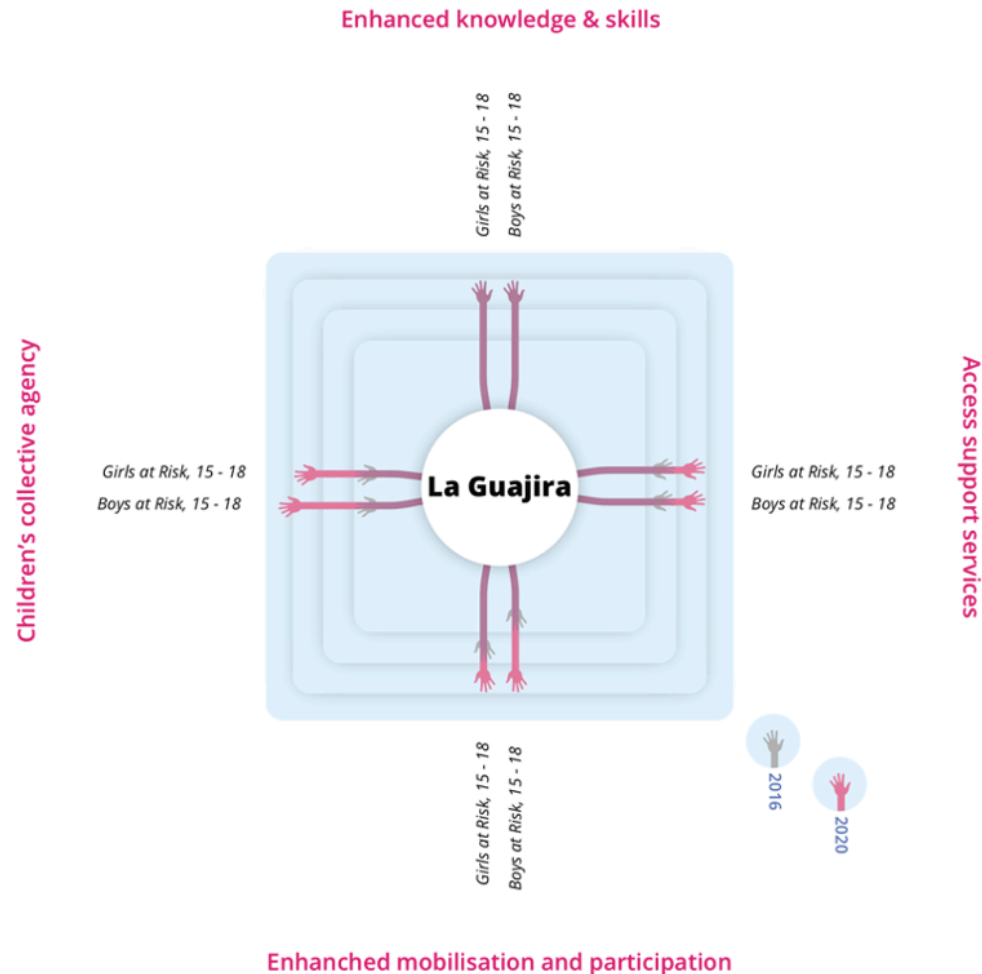 Enhanced knowledge & skills
Girls at Risk, 15 - 18
Boys at Risk, 15 - 18
Children's collective agency
Girls at Risk, 15 - 18
Boys at Risk, 15 - 18
La Guajira
Girls at Risk, 15 - 18
Boys at Risk, 15 - 18
Access support services
Girls at Risk, 15 - 18
Boys at Risk, 15 - 18
2016
2020
Enhanched mobilisation and participation